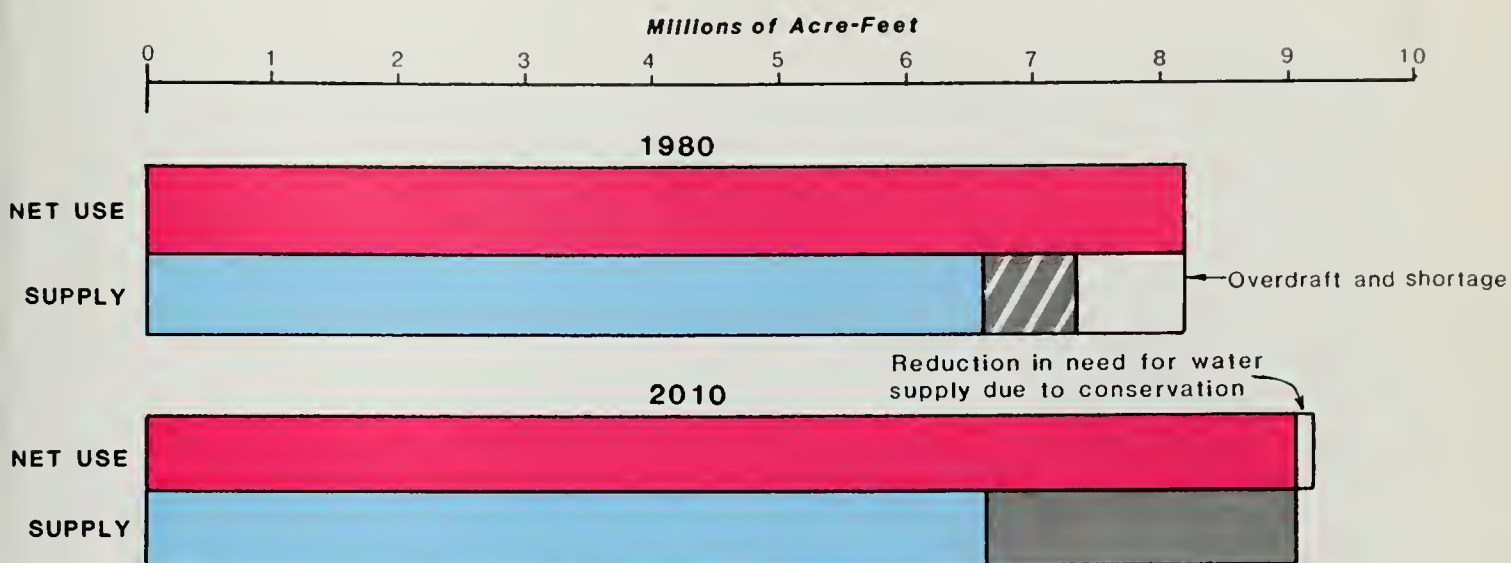 Millions of Acre-Feet
0 1 2 3 4 5 6 7 8 9 10
1980
NET USE
SUPPLY
Overdraft and shortage
Reduction in need for water
supply due to conservation
2010
NET USE
SUPPLY